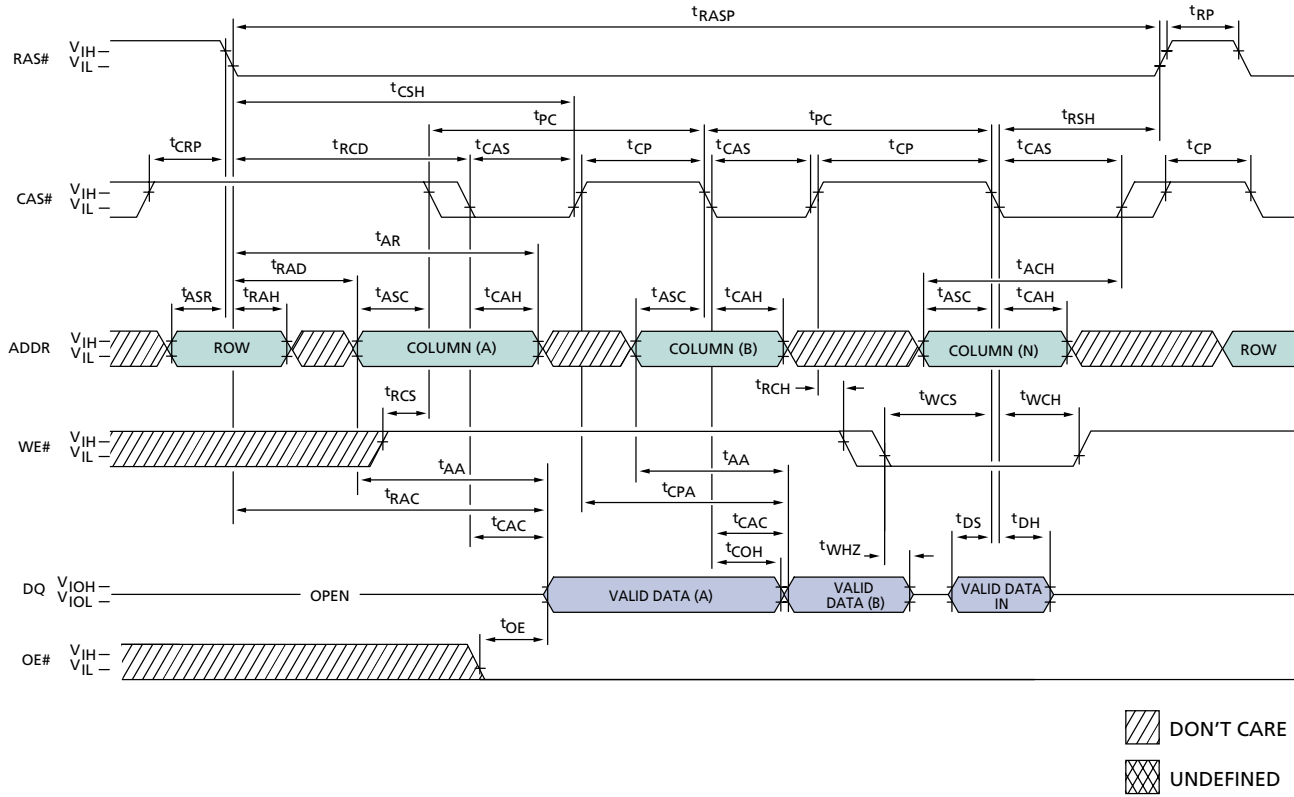 tRASP
tRP
RAS#
VIH
VIL
tCSH
tPC
tPC
tRSH
tCRP
tRCD
tCAS
tCP
tCAS
tCP
tCAS
tCP
CAS#
VIH
VIL
tAR
tRAD
tACH
tASR
tRAH
tASC
tCAH
tASC
tCAH
tASC
tCAH
ADDR
VIH
VIL
ROW
COLUMN (A)
COLUMN (B)
COLUMN (N)
ROW
tRCS
tRCH
tWCS
tWCH
WE#
VIH
VIL
tAA
tAA
tRAC
tCPA
tCAC
tCAC
tCOH
tWHZ
tDS
tDH
DQ
VIOH
VIOL
OPEN
VALID DATA (A)
VALID
DATA (B)
VALID DATA
IN
tOE
OE#
VIH
VIL
DON'T CARE
UNDEFINED